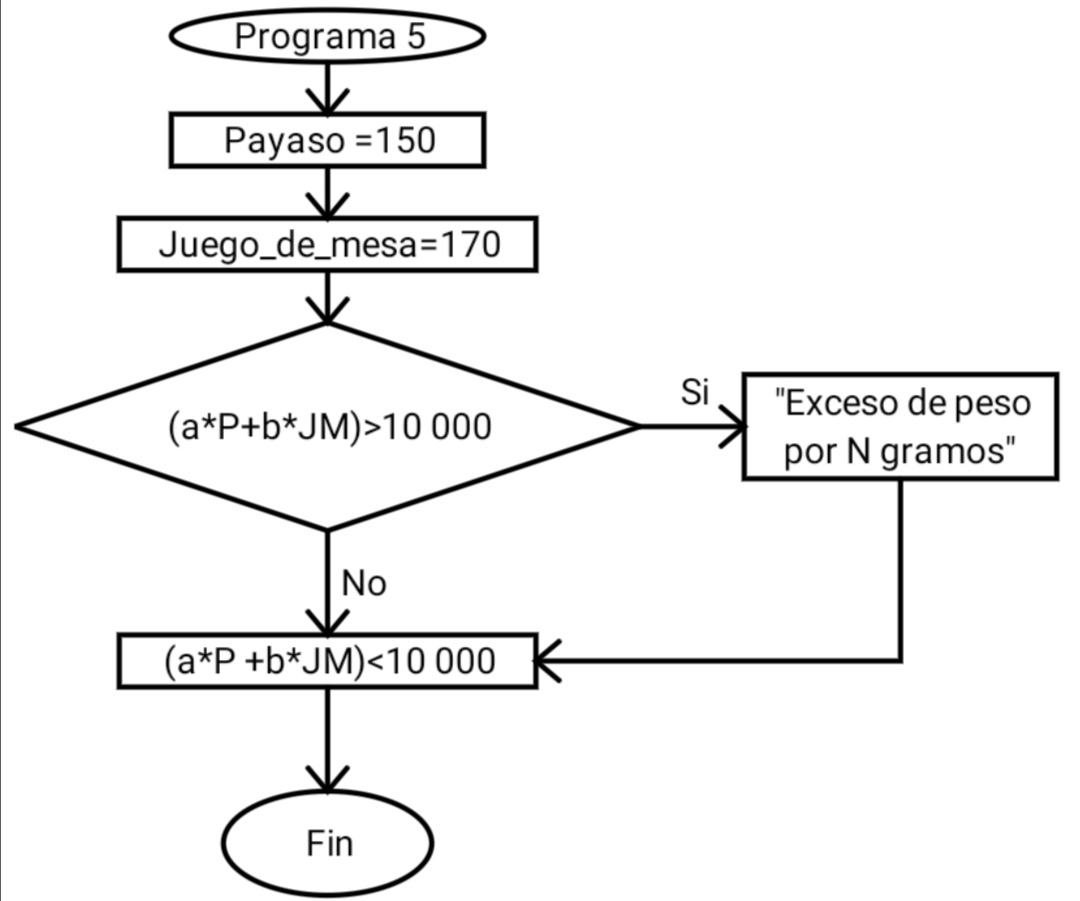 Programa 5
Payaso =150
Juego_de_mesa=170
(a*P+b*JM)>10 000
Si
"Exceso de peso
por N gramos"
No
(a*P +b*JM)<10 000
Fin